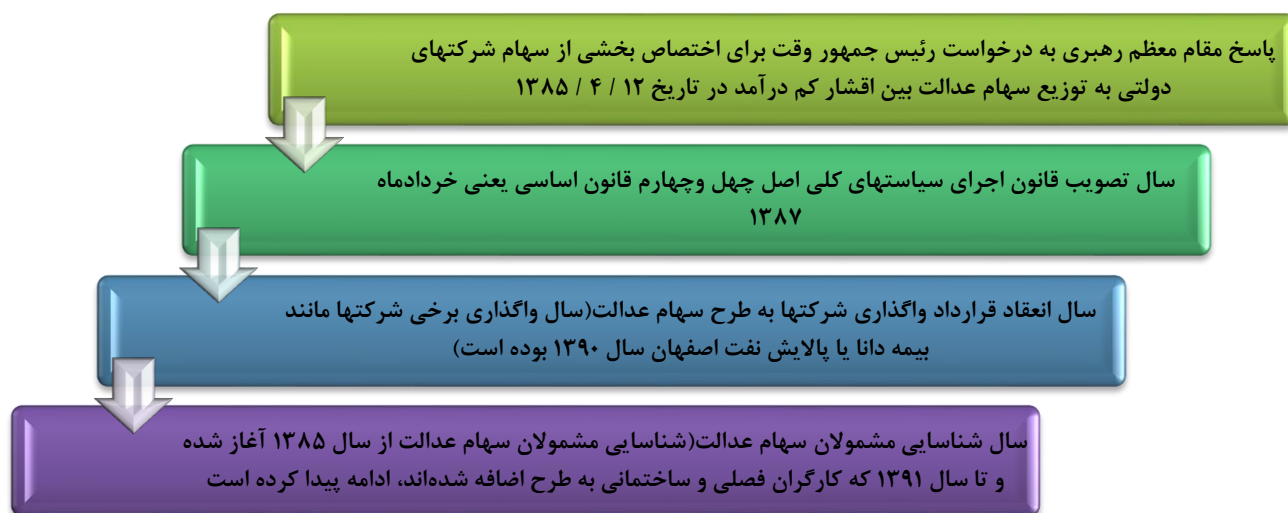 پاسخ مقام معظم رهبری به درخواست رئیس جمهور وقت برای اختصاص بخشی از سهام شرکتهای
دولتی به توزیع سهام عدالت بین اقشار کم درآمد در تاریخ ۱۲ / ۴ / ۱۳۸۵
سال تصویب قانون اجرای سیاستهای کلی اصل چهل وچهارم قانون اساسی یعنی خردادماه
۱۳۸۷
سال انعقاد قرارداد واگذاری شرکتها به طرح سهام عدالت(سال واگذاری برخی شرکتها مانند
بیمه دانا یا پالایش نفت اصفهان سال ۱۳۹۰ بوده است)
سال شناسایی مشمولان سهام عدالت(شناسایی مشمولان سهام عدالت از سال ۱۳۸۵ آغاز شده
و تا سال ۱۳۹۱ که کارگران فصلی و ساختمانی به طرح اضافه شده‌اند، ادامه پیدا کرده است